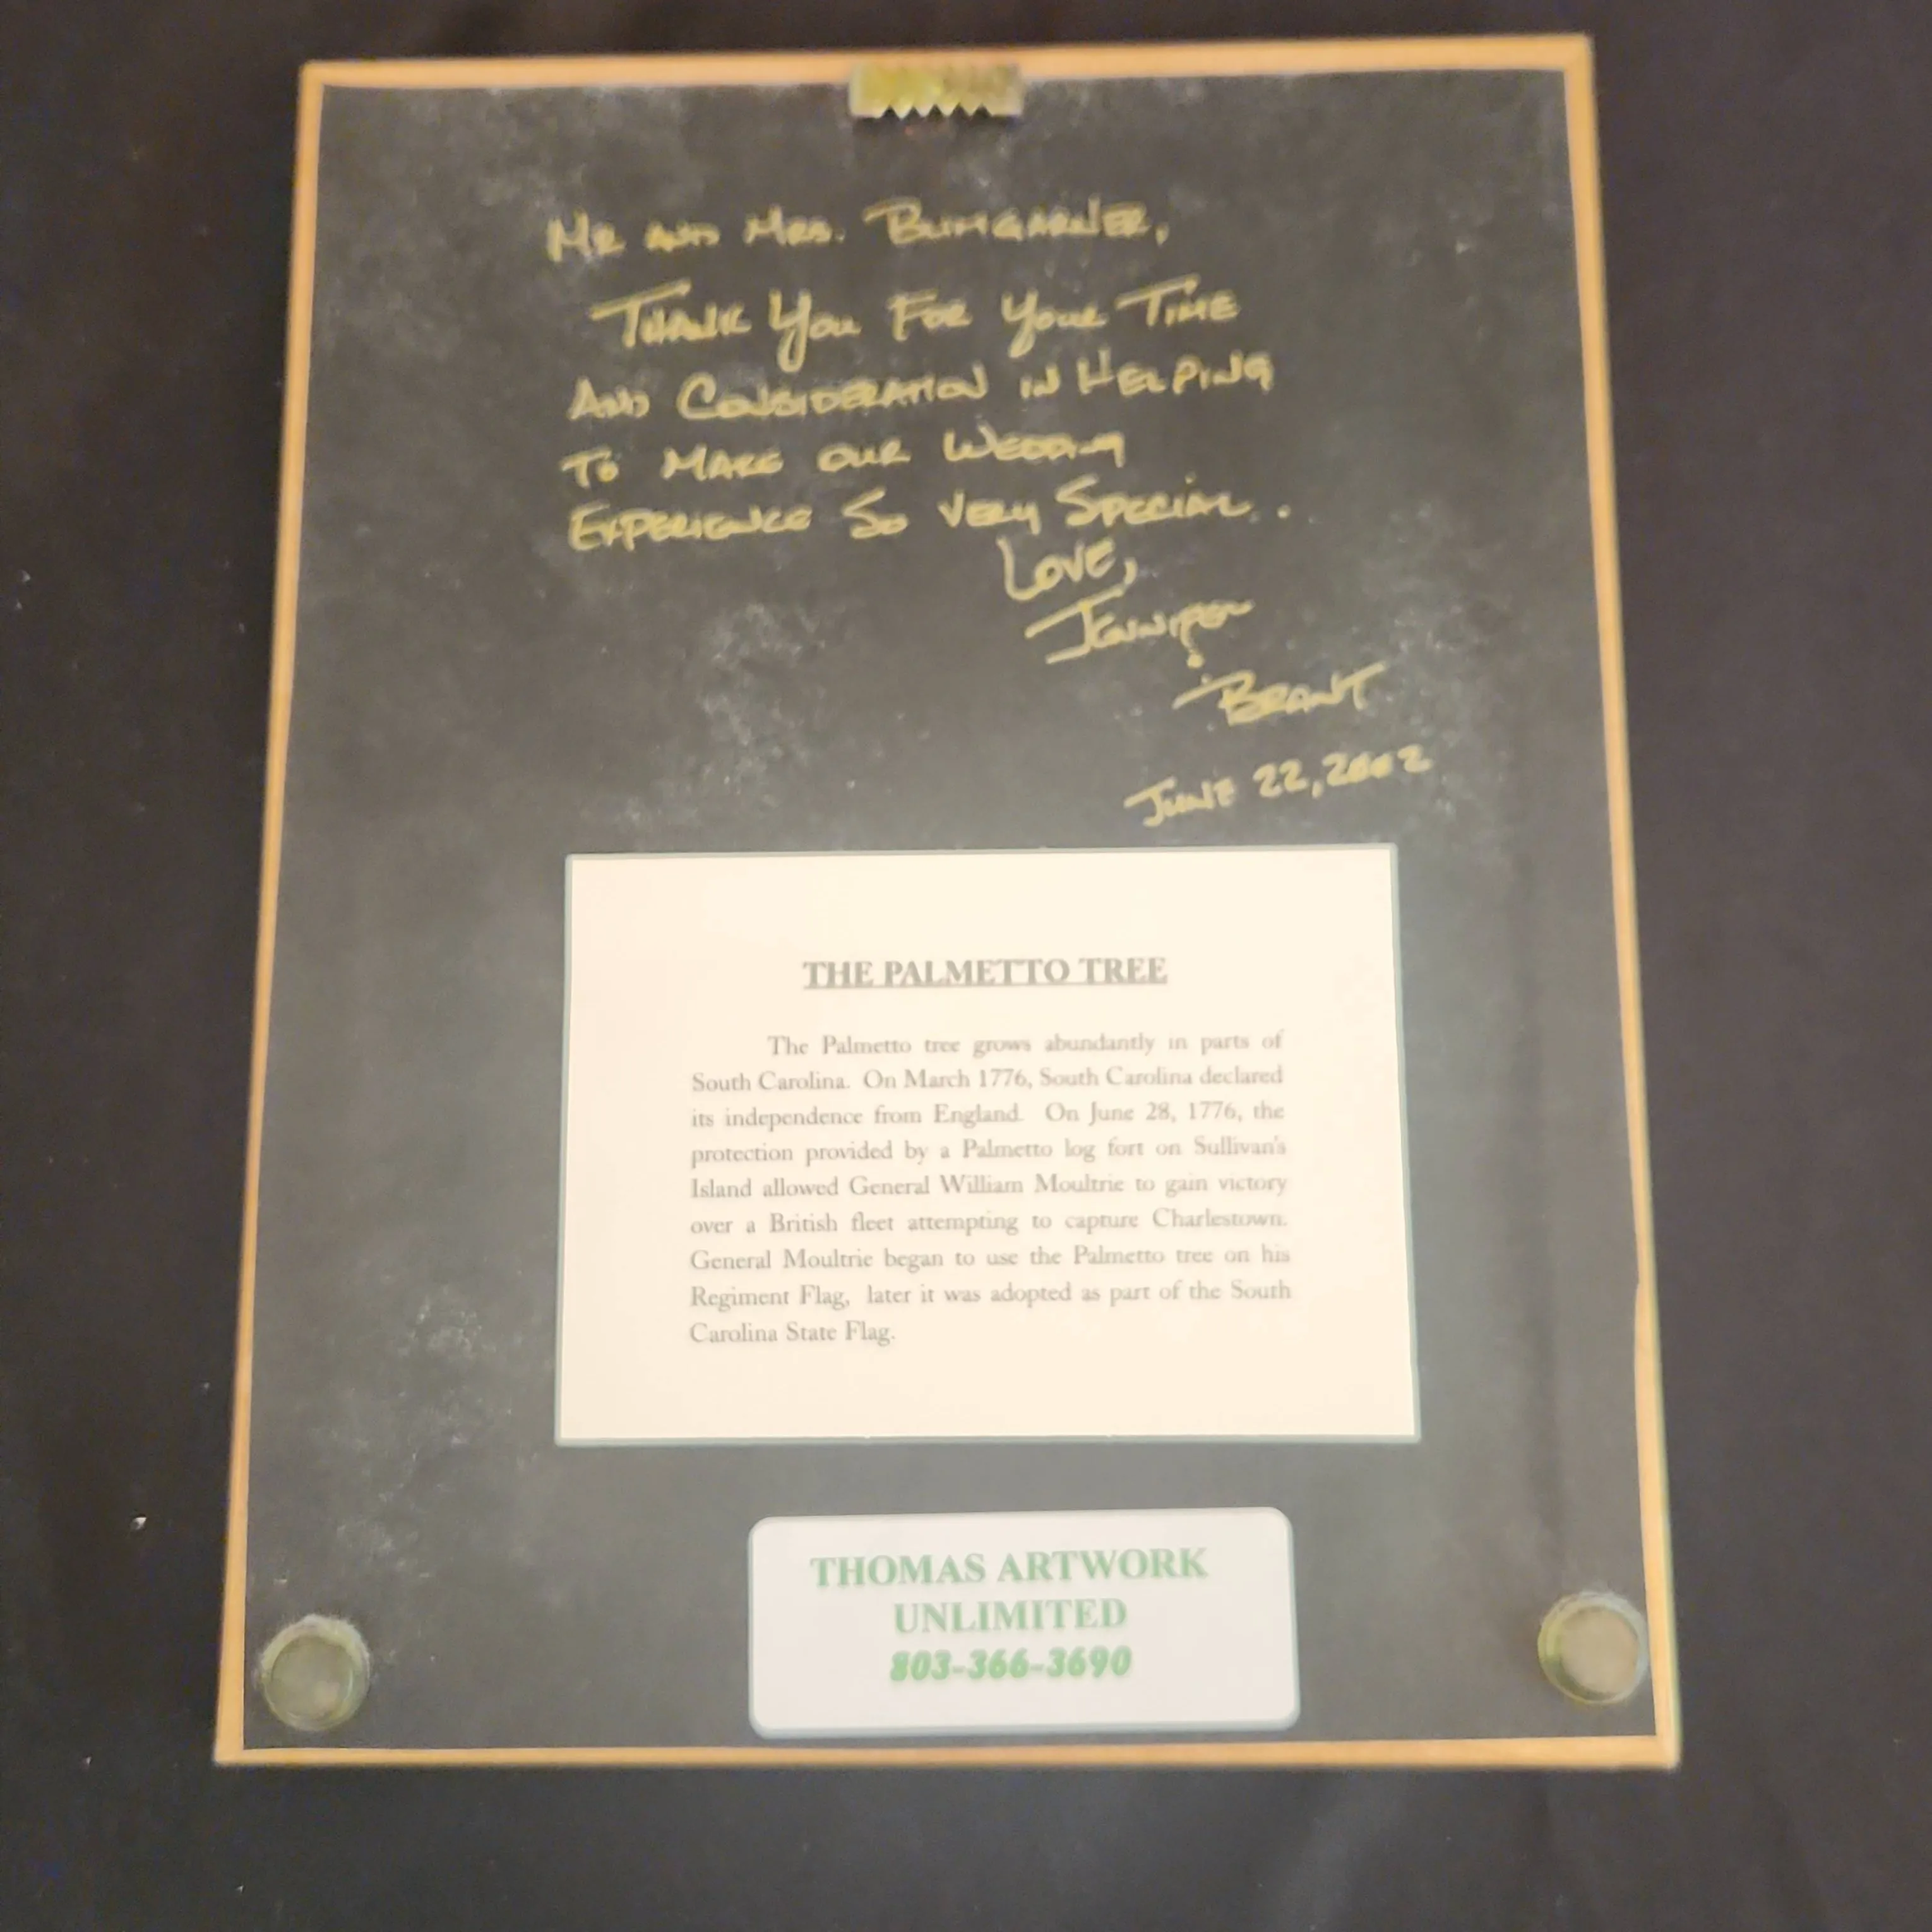 Mr and Mrs. Bumgarner,
Thank You For Your Time
And Consideration in Helping
To Make our Wedding
Experience So Very Special.
Love,
Jennifer
&
Brant
June 22, 2002
THE PALMETTO TREE
The Palmetto tree grows abundantly in parts of
South Carolina. On March 1776, South Carolina declared
its independence from England. On June 28, 1776, the
protection provided by a Palmetto log fort on Sullivan's
Island allowed General William Moultrie to gain victory
over a British fleet attempting to capture Charlestown.
General Moultrie began to use the Palmetto tree on his
Regiment Flag, later it was adopted as part of the South
Carolina State Flag.
THOMAS ARTWORK
UNLIMITED
803-366-3690